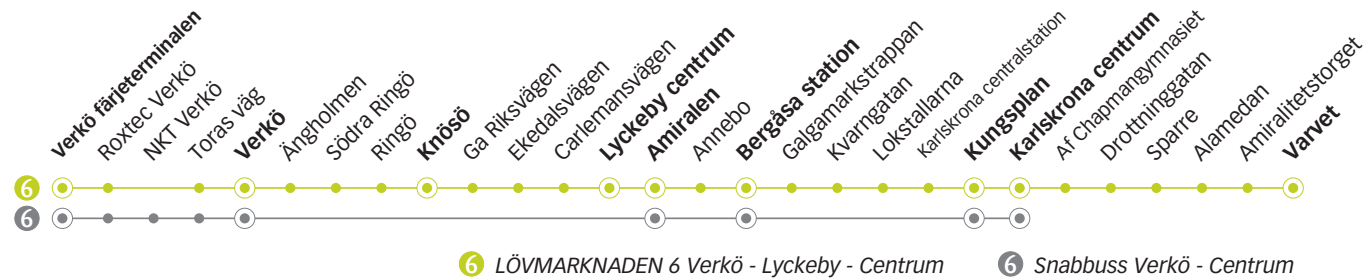 Verkö färjeterminalen
Roxtec Verkö
NKT Verkö
Toras väg
Verkö
Ängholmen
Södra Ringö
Ringö
Knösö
Ga Riksvägen
Ekedalsvägen
Carlemansvägen
Lyckeby centrum
Amiralen
Annebo
Bergåsa station
Galgamarkstrappan
Kvarngatan
Lokstallarna
Karlskrona centralstation
Kungsplan
Karlskrona centrum
Af Chapmangymnasiet
Drottninggatan
Sparre
Alamedan
Amiralitetstorget
Varvet
6
6
6 LÖVMARKNADEN 6 Verkö - Lyckeby - Centrum
6 Snabbuss Verkö - Centrum